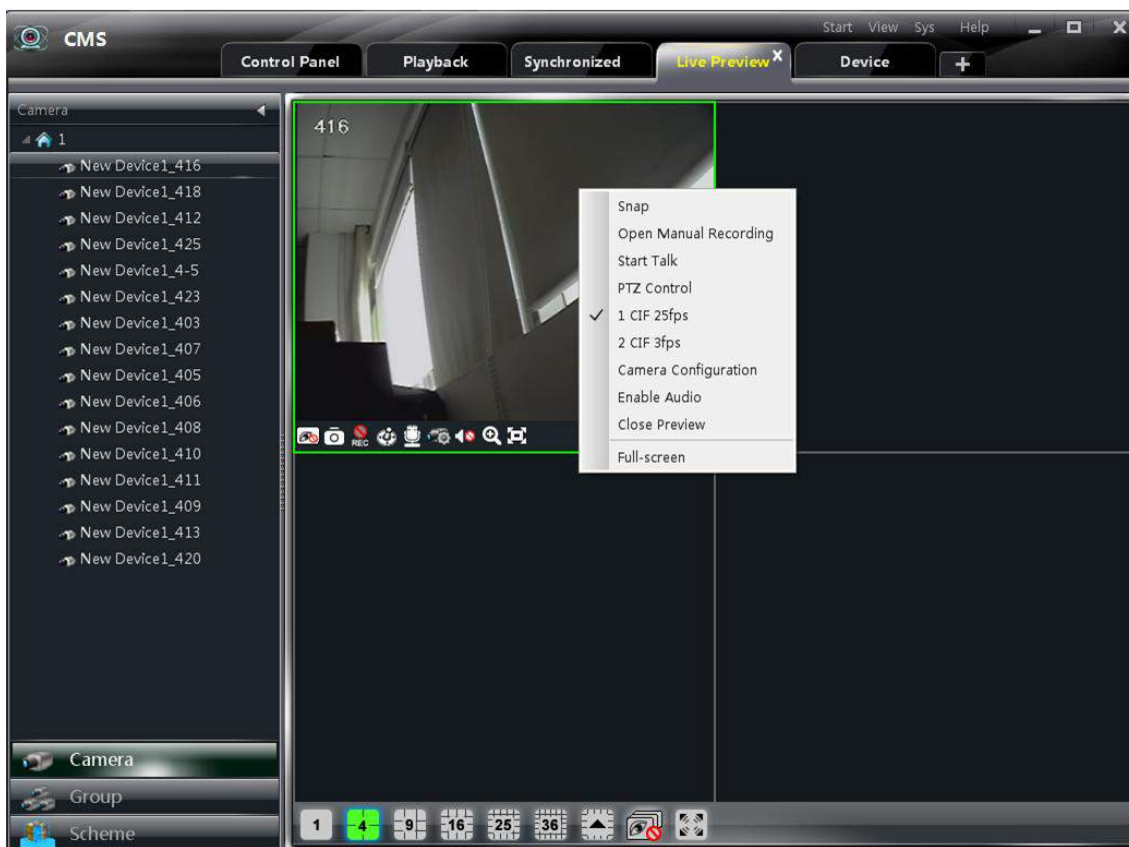 CMS
Start View Sys Help
Control Panel Playback Synchronized Live Preview X Device +
Camera
1
New Device1_416
New Device1_418
New Device1_412
New Device1_425
New Device1_4-5
New Device1_423
New Device1_403
New Device1_407
New Device1_405
New Device1_406
New Device1_408
New Device1_410
New Device1_411
New Device1_409
New Device1_413
New Device1_420
416
Snap
Open Manual Recording
Start Talk
PTZ Control
1 CIF 25fps
2 CIF 3fps
Camera Configuration
Enable Audio
Close Preview
Full-screen
REC
Camera
Group
Scheme
1 4 9 16 25 36